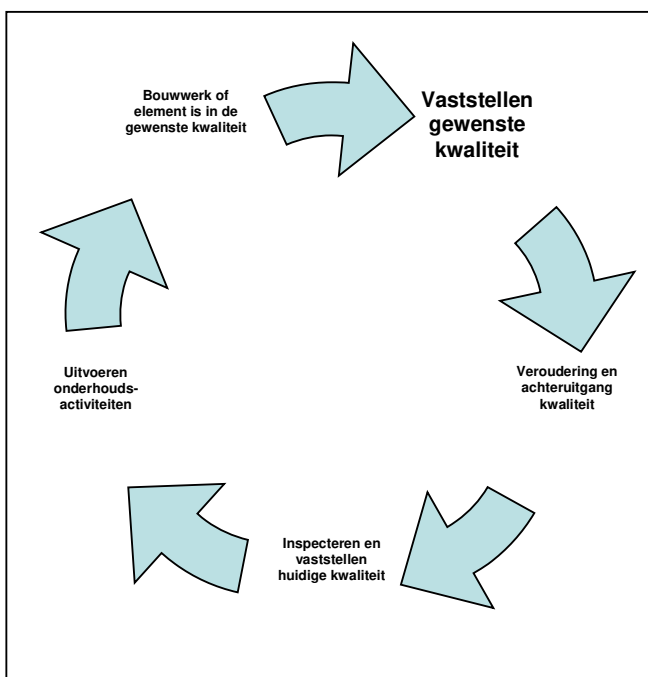 Bouwwerk of
element is in de
gewenste kwaliteit
Vaststellen
gewenste
kwaliteit
Veroudering en
achteruitgang
kwaliteit
Inspecteren en
vaststellen
huidige kwaliteit
Uitvoeren
onderhouds-
activiteiten